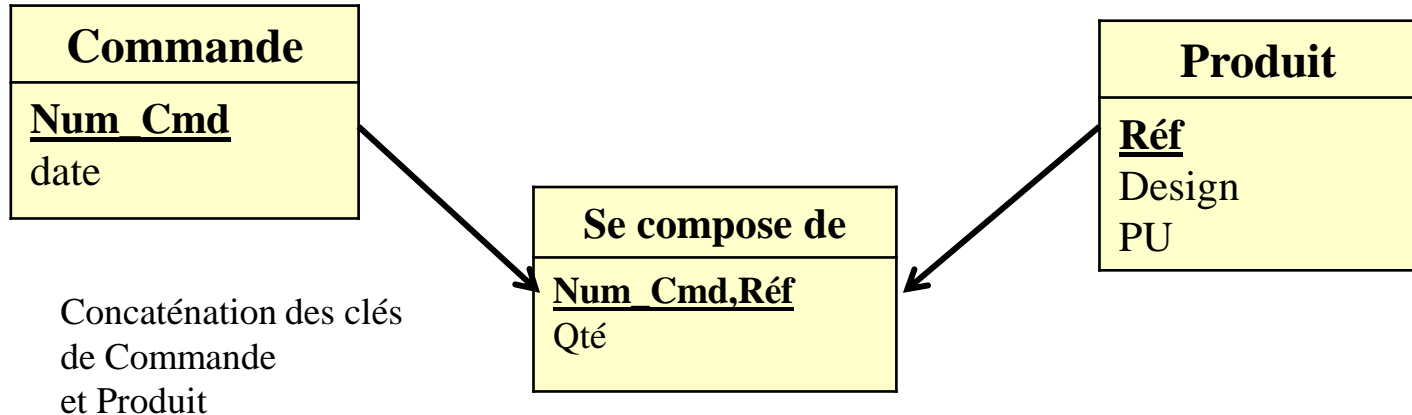 Commande
Num_Cmd
date
Produit
Réf
Design
PU
Se compose de
Num_Cmd,Réf
Qté
Concaténation des clés
de Commande
et Produit